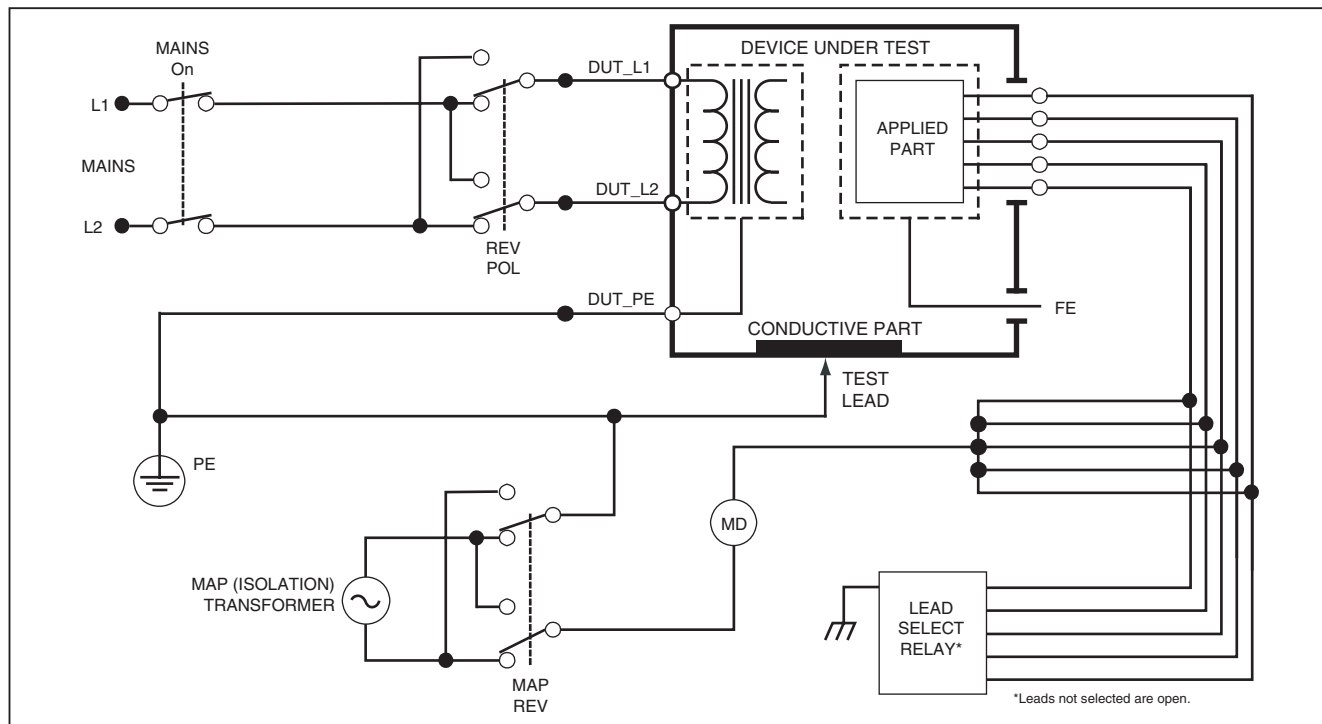 MAINS
On
L1
MAINS
L2
REV
POL
DUT_L1
DUT_L2
DUT_PE
DEVICE UNDER TEST
APPLIED
PART
FE
CONDUCTIVE PART
TEST
LEAD
PE
MAP (ISOLATION)
TRANSFORMER
MAP
REV
MD
LEAD
SELECT
RELAY*
*Leads not selected are open.